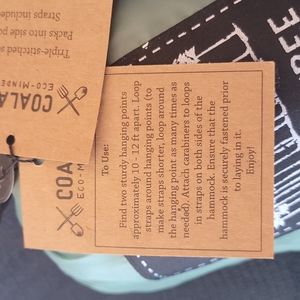 Triple-stitched s
Packs into side po
Straps include
COALA
ECO-MINDE
COA
ECO-M
To Use:
Find two sturdy hanging points
approximately 10 - 12 ft apart. Loop
straps around hanging points (to
make straps shorter, loop around
the hanging point as many times as
needed). Attach carabiners to loops
in straps on both sides of the
hammock. Ensure that the
hammock is securely fastened prior
to laying in it.
Enjoy!